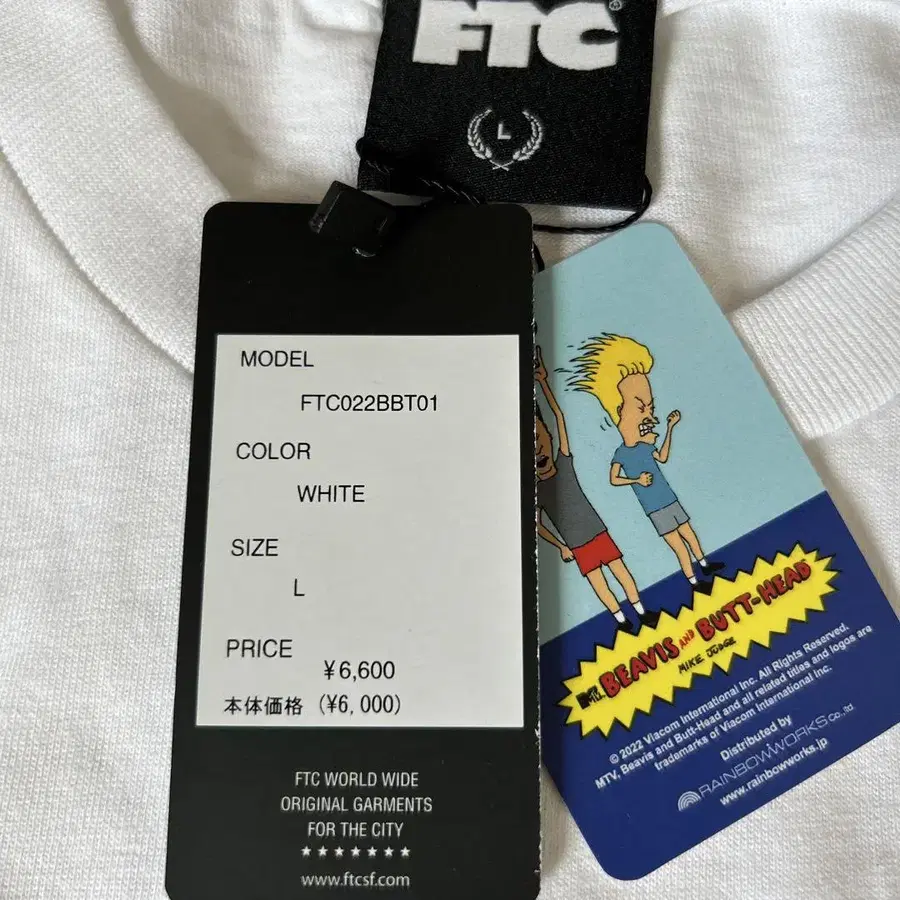 FTC®
L
MODEL
FTC022BBT01
COLOR
WHITE
SIZE
L
PRICE
¥6,600
本体価格 (¥6,000)
FTC WORLD WIDE
ORIGINAL GARMENTS
FOR THE CITY
★★★★★★★
www.ftcsf.com
MTV BEAVIS AND BUTT-HEAD
MIKE JUDGE
© 2022 Viacom International Inc. All Rights Reserved.
MTV, Beavis and Butt-Head and all related titles and logos are
trademarks of Viacom International Inc.
Distributed by
RAINBOWWORKS Co.,ltd
www.rainbowworks.jp